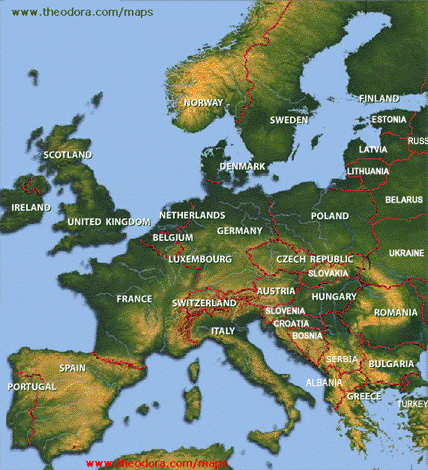 www.theodora.com/maps
NORWAY
FINLAND
SWEDEN
ESTONIA
SCOTLAND
LATVIA
RUSS
DENMARK
LITHUANIA
IRELAND
UNITED KINGDOM
NETHERLANDS
POLAND
BELARUS
BELGIUM
GERMANY
LUXEMBOURG
CZECH REPUBLIC
UKRAINE
SLOVAKIA
FRANCE
SWITZERLAND
AUSTRIA
HUNGARY
SLOVENIA
ROMANIA
ITALY
CROATIA
BOSNIA
SPAIN
SERBIA
BULGARIA
PORTUGAL
ALBANIA
GREECE
TURKEY
www.theodora.com/maps